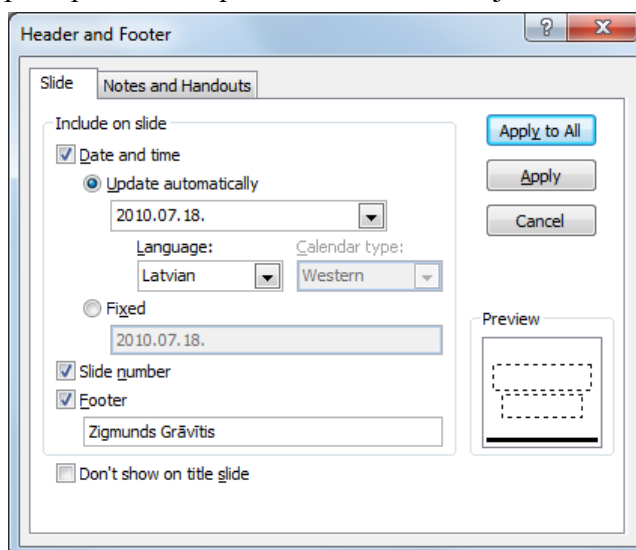 Header and Footer
Slide
Notes and Handouts
Include on slide
Date and time
Update automatically
2010.07.18.
Language:
Calendar type:
Latvian
Western
Fixed
2010.07.18.
Slide number
Footer
Zigmunds Grāvītis
Don't show on title slide
Apply to All
Apply
Cancel
Preview